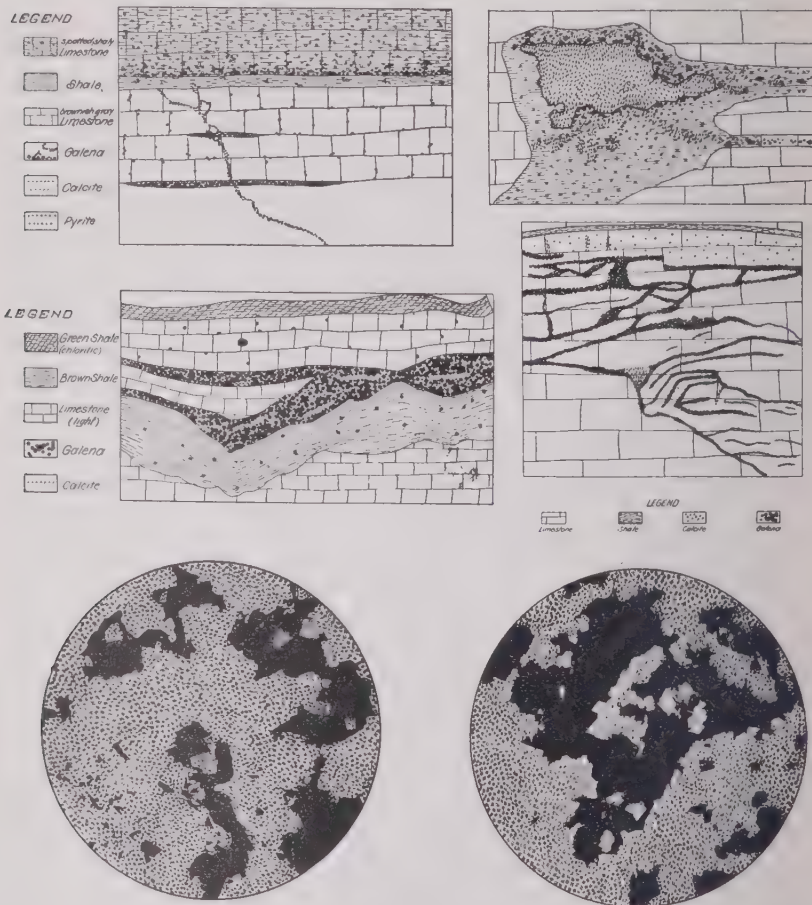 LEGEND
Spotted shaly
Limestone
Shale
brownish gray
Limestone
Galena
Calcite
Pyrite
LEGEND
Green Shale
(chloritic)
Brown Shale
Limestone
(light)
Galena
Calcite
LEGEND
Limestone
Shale
Calcite
Galena